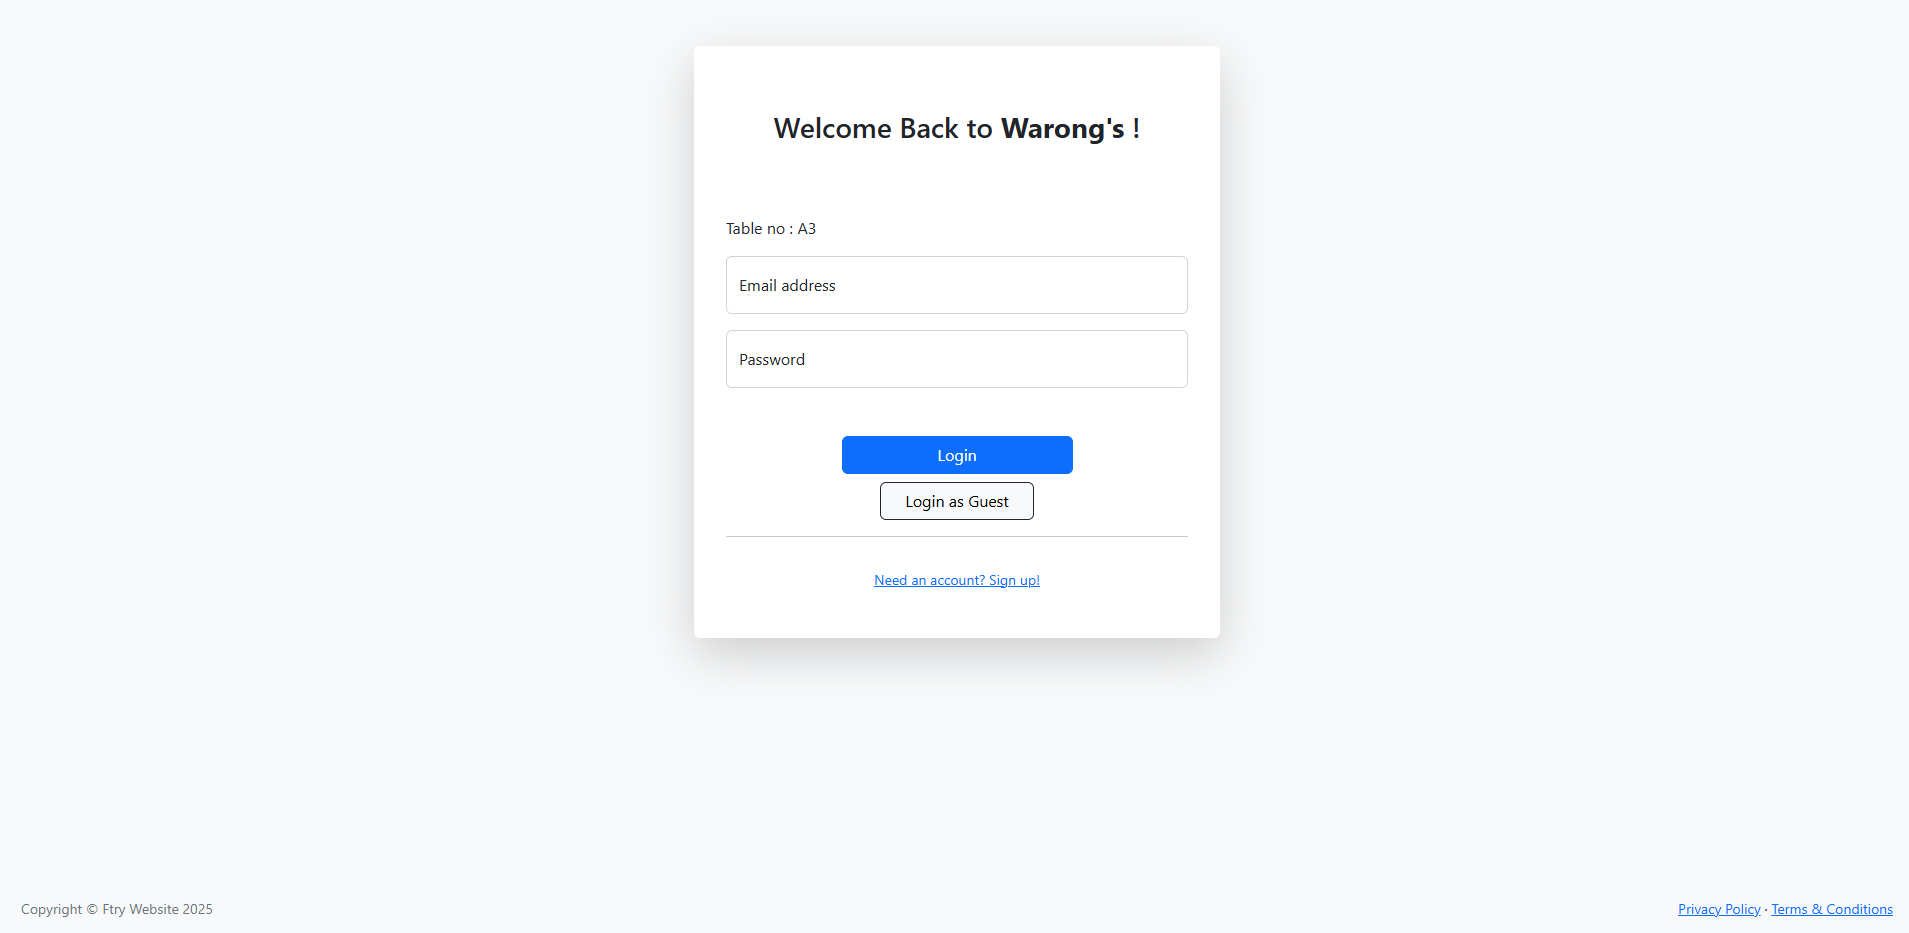 Welcome Back to Warong's !
Table no : A3
Email address
Password
Login
Login as Guest
Need an account? Sign up!
Copyright © Ftry Website 2025
Privacy Policy · Terms & Conditions